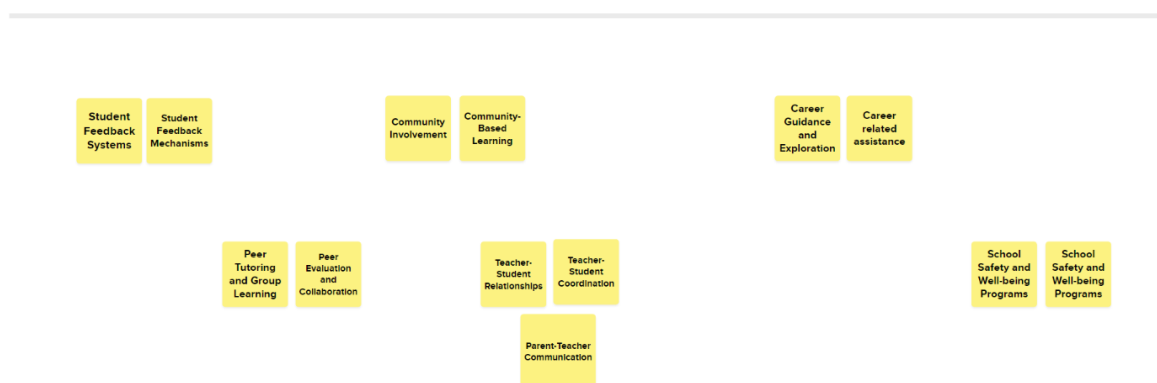 Student
Feedback
Systems
Student
Feedback
Mechanisms
Community
Involvement
Community-
Based
Learning
Career
Guidance
and
Exploration
Career
related
assistance
Peer
Tutoring
and Group
Learning
Peer
Evaluation
and
Collaboration
Teacher-
Student
Relationships
Teacher-
Student
Coordination
School
Safety and
Well-being
Programs
School
Safety and
Well-being
Programs
Parent-Teacher
Communication